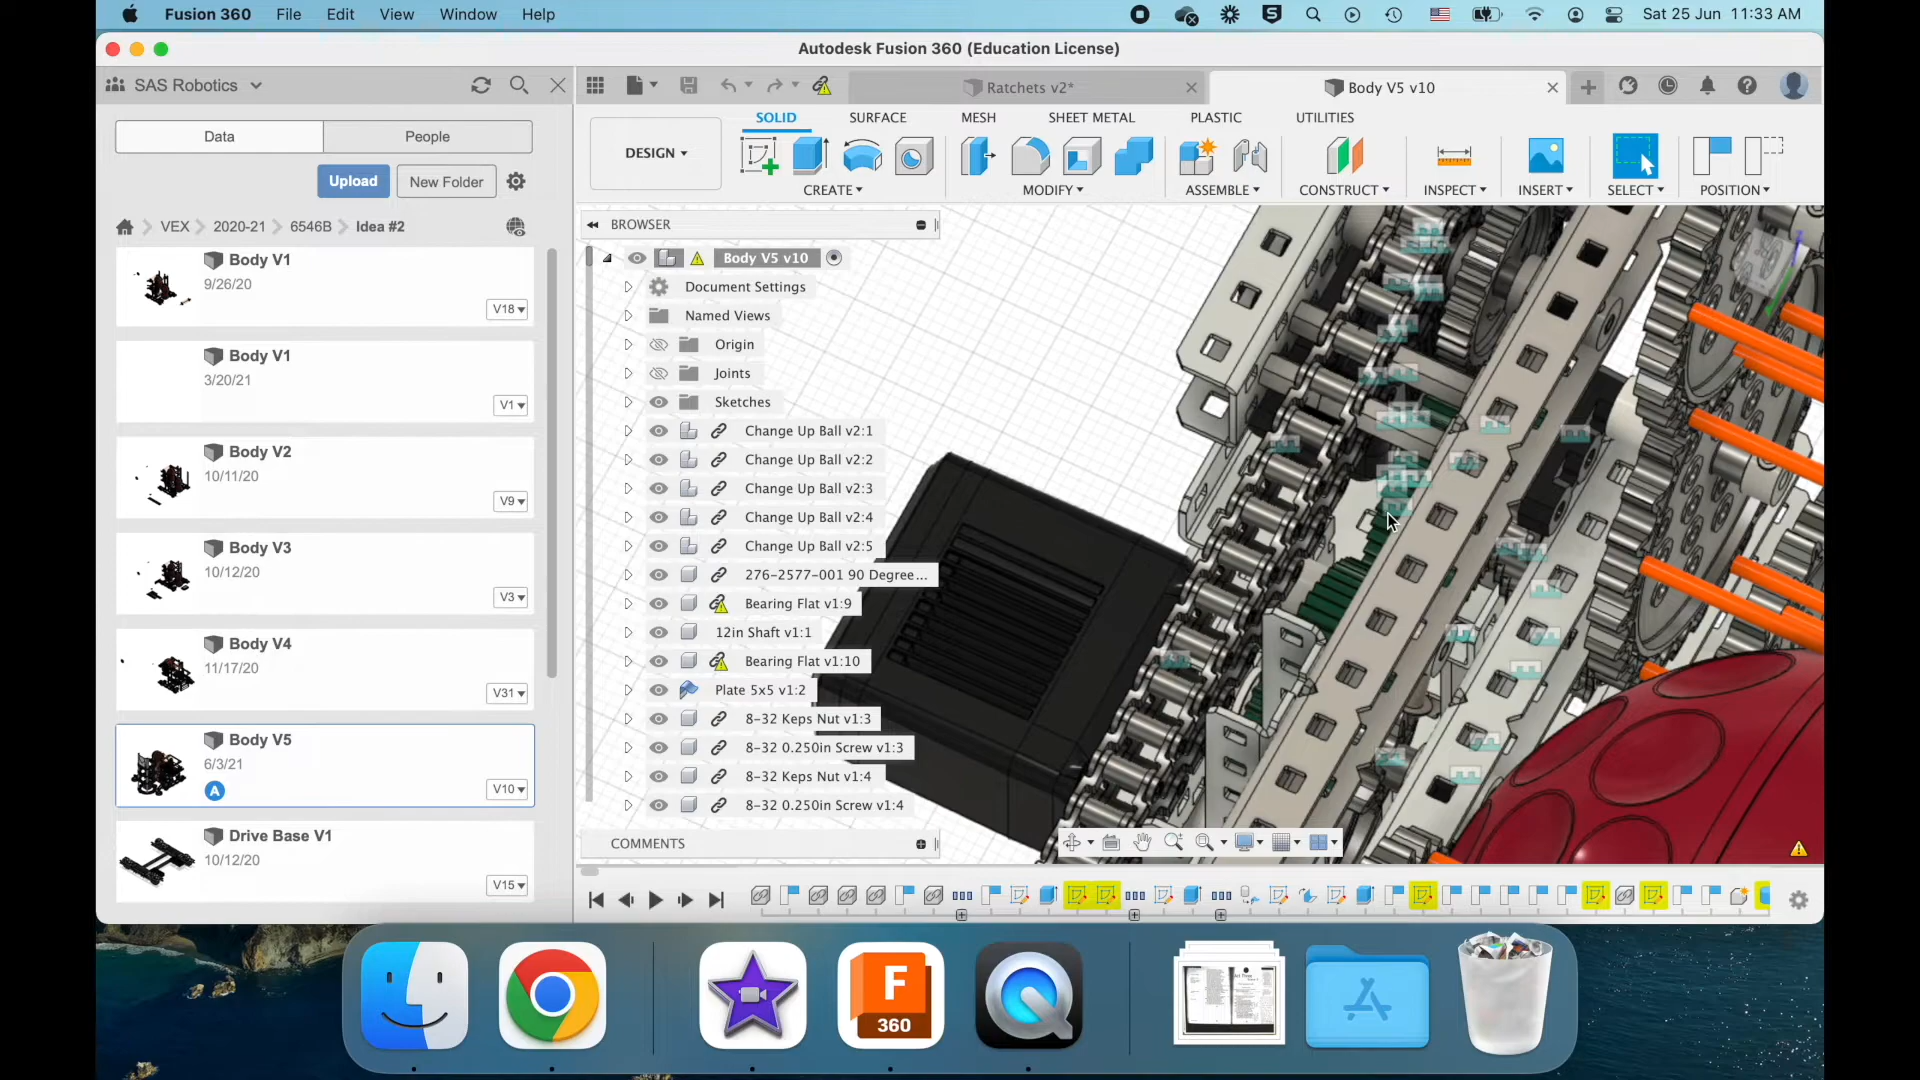 Fusion 360 File Edit View Window Help Sat 25 Jun 11:33 AM
Autodesk Fusion 360 (Education License)
SAS Robotics
Ratchets v2*
Body V5 v10
Data People
Upload New Folder
VEX 2020-21 6546B Idea #2
Body V1
9/26/20
V18
Body V1
3/20/21
V1
Body V2
10/11/20
V9
Body V3
10/12/20
V3
Body V4
11/17/20
V31
Body V5
6/3/21
A
V10
Drive Base V1
10/12/20
V15
DESIGN
SOLID SURFACE MESH SHEET METAL PLASTIC UTILITIES
CREATE MODIFY ASSEMBLE CONSTRUCT INSPECT INSERT SELECT POSITION
BROWSER
Body V5 v10
Document Settings
Named Views
Origin
Joints
Sketches
Change Up Ball v2:1
Change Up Ball v2:2
Change Up Ball v2:3
Change Up Ball v2:4
Change Up Ball v2:5
276-2577-001 90 Degree...
Bearing Flat v1:9
12in Shaft v1:1
Bearing Flat v1:10
Plate 5x5 v1:2
8-32 Keps Nut v1:3
8-32 0.250in Screw v1:3
8-32 Keps Nut v1:4
8-32 0.250in Screw v1:4
COMMENTS
F
360